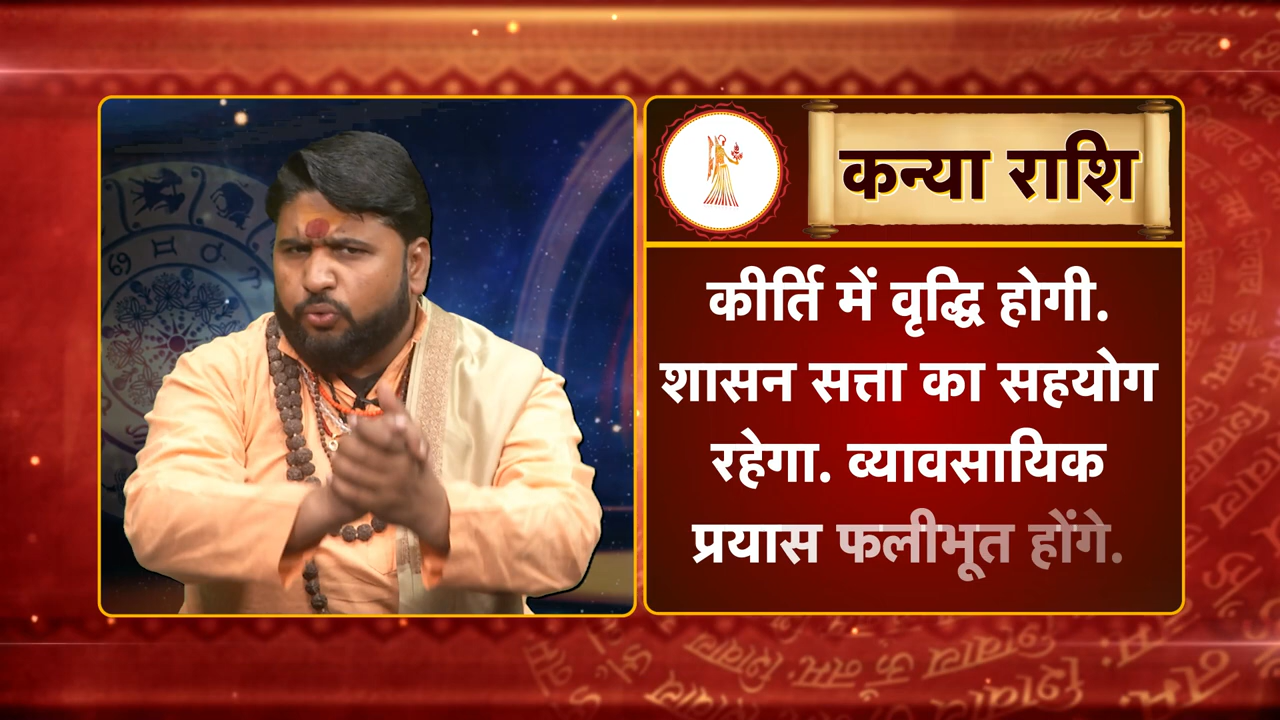 कन्या राशि
कीर्ति में वृद्धि होगी.
शासन सत्ता का सहयोग
रहेगा. व्यावसायिक
प्रयास फलीभूत होंगे.